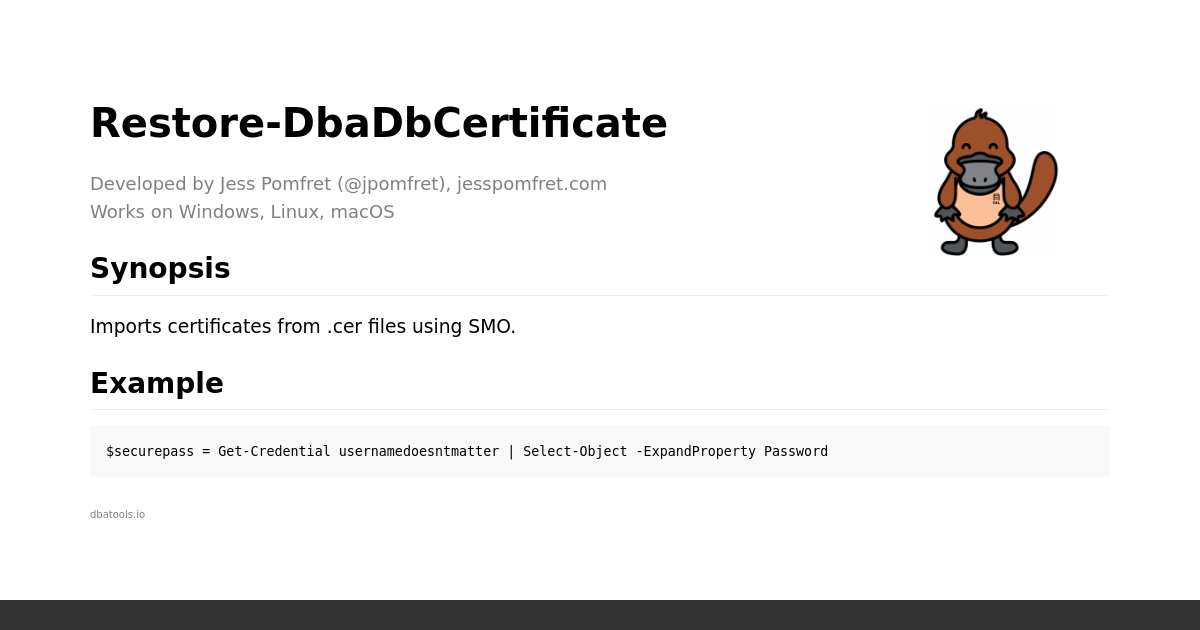 Restore-DbaDbCertificate
Developed by Jess Pomfret (@jpomfret), jesspomfret.com
Works on Windows, Linux, macOS
Synopsis
Imports certificates from .cer files using SMO.
Example
$securepass = Get-Credential usernamedoesntmatter | Select-Object -ExpandProperty Password
dbatools.io